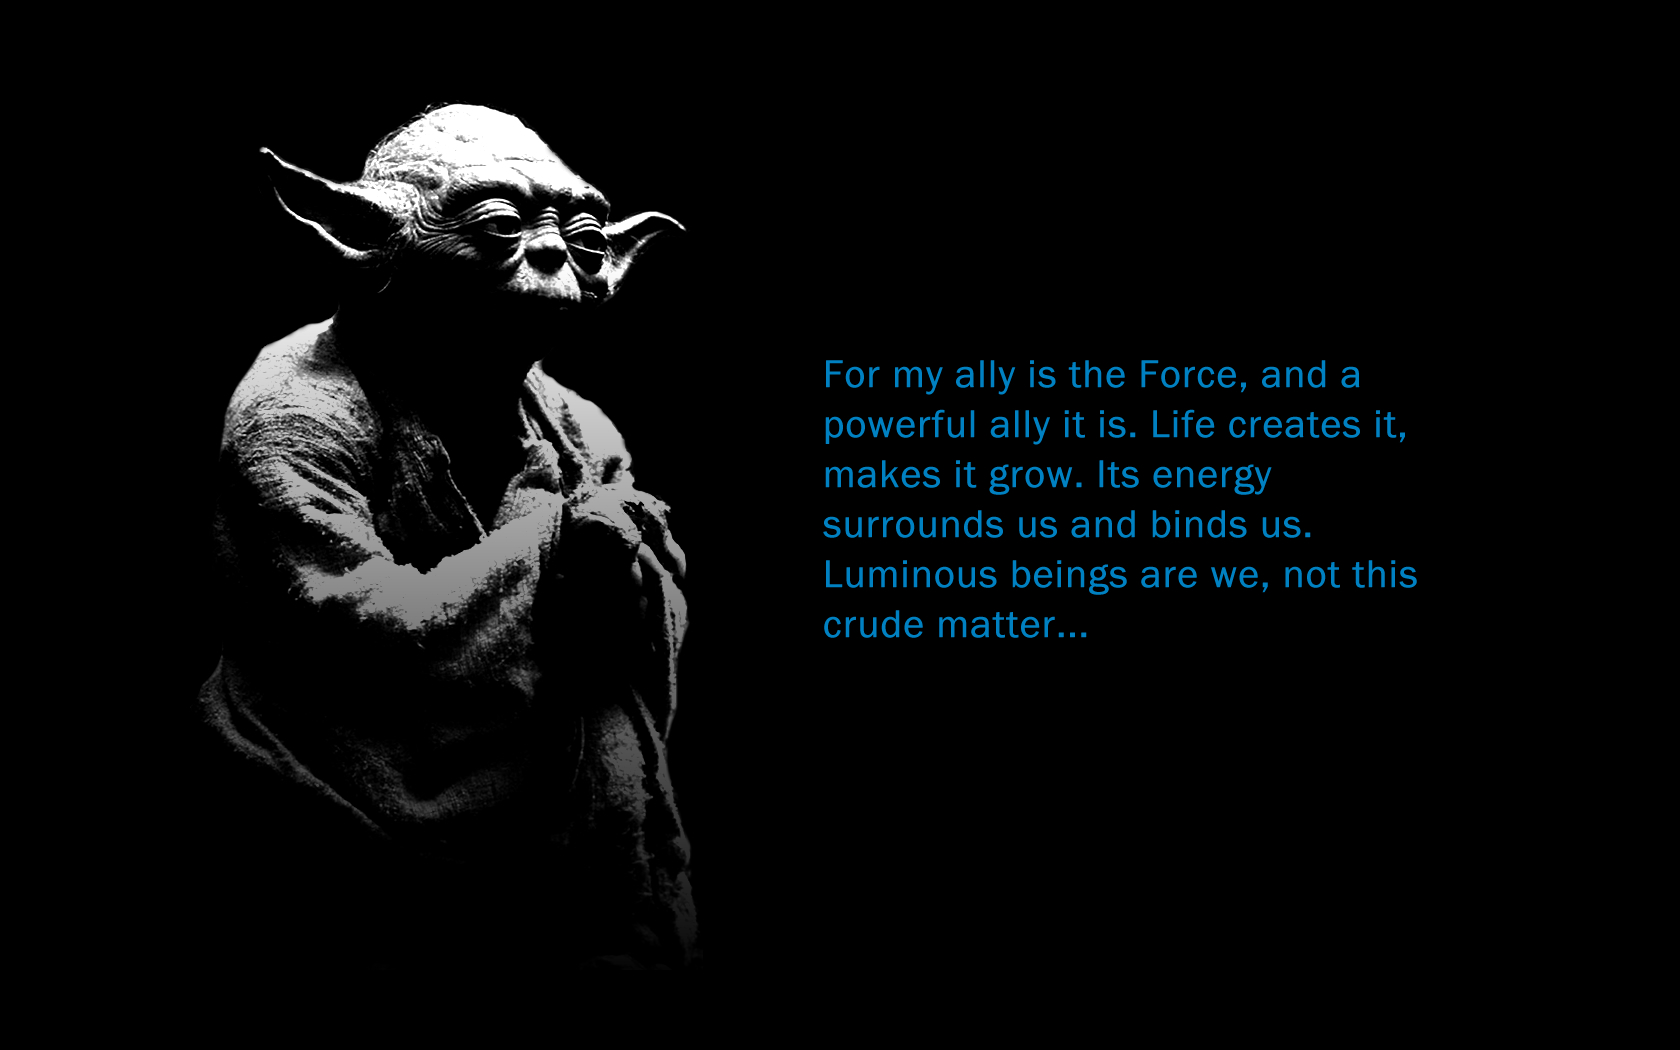 For my ally is the Force, and a
powerful ally it is. Life creates it,
makes it grow. Its energy
surrounds us and binds us.
Luminous beings are we, not this
crude matter...